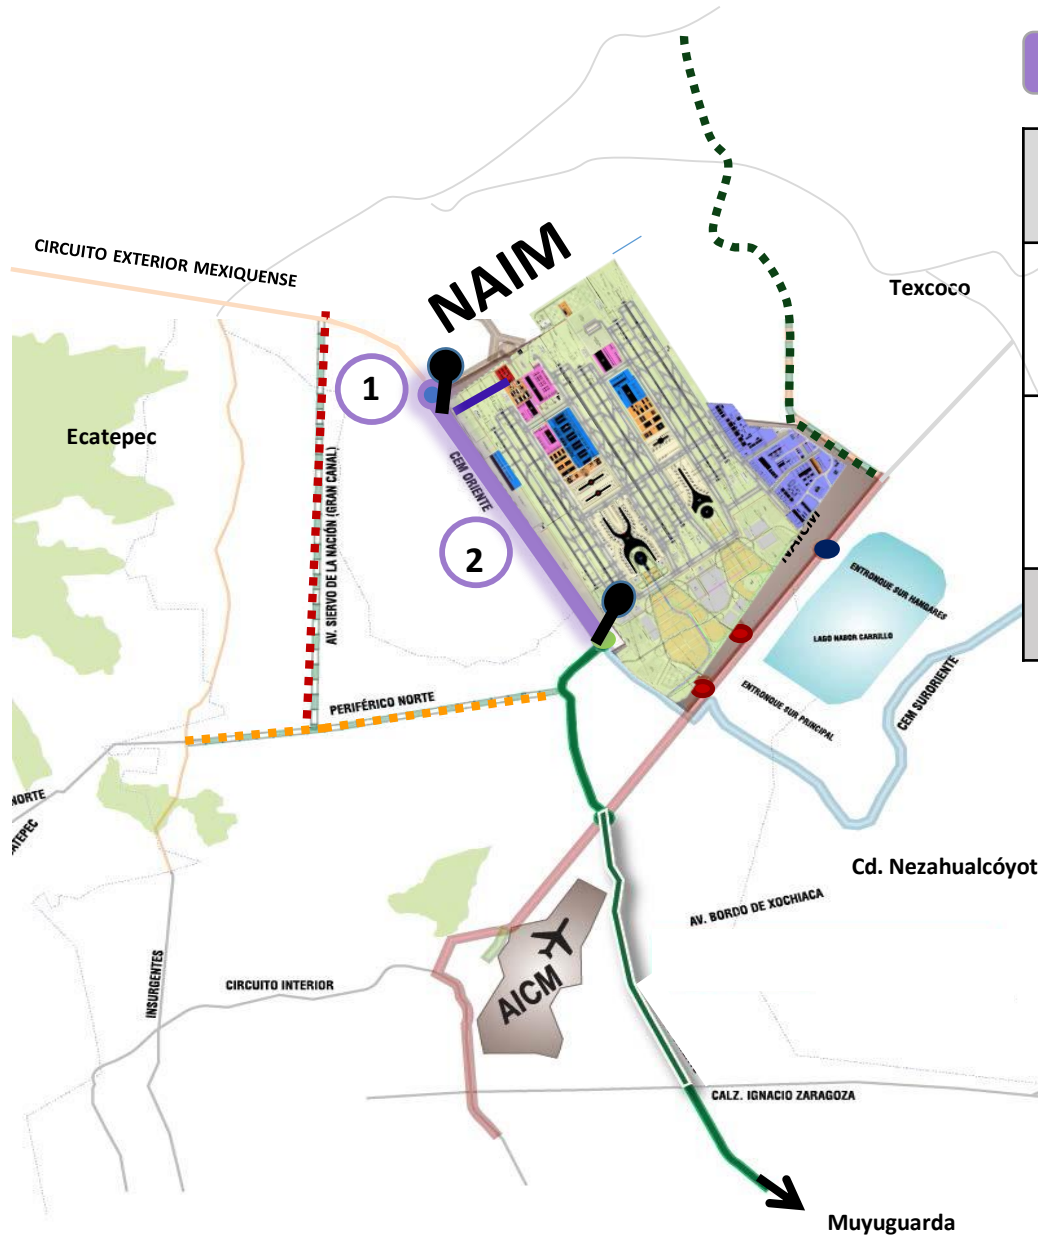 CIRCUITO EXTERIOR MEXIQUENSE
NAIM
Texcoco
1
Ecatepec
CEM ORIENTE
AV. SIERVO DE LA NACIÓN (GRAN CANAL)
2
NAICM
ENTRONQUE SUR HANGARES
LAGO NABOR CARRILLO
CEM SURORIENTE
ENTRONQUE SUR PRINCIPAL
PERIFÉRICO NORTE
NORTE
ATEPEC
Cd. Nezahualcóyot
AV. BORDO DE XOCHIACA
INSURGENTES
CIRCUITO INTERIOR
AICM
CALZ. IGNACIO ZARAGOZA
Muyuguarda